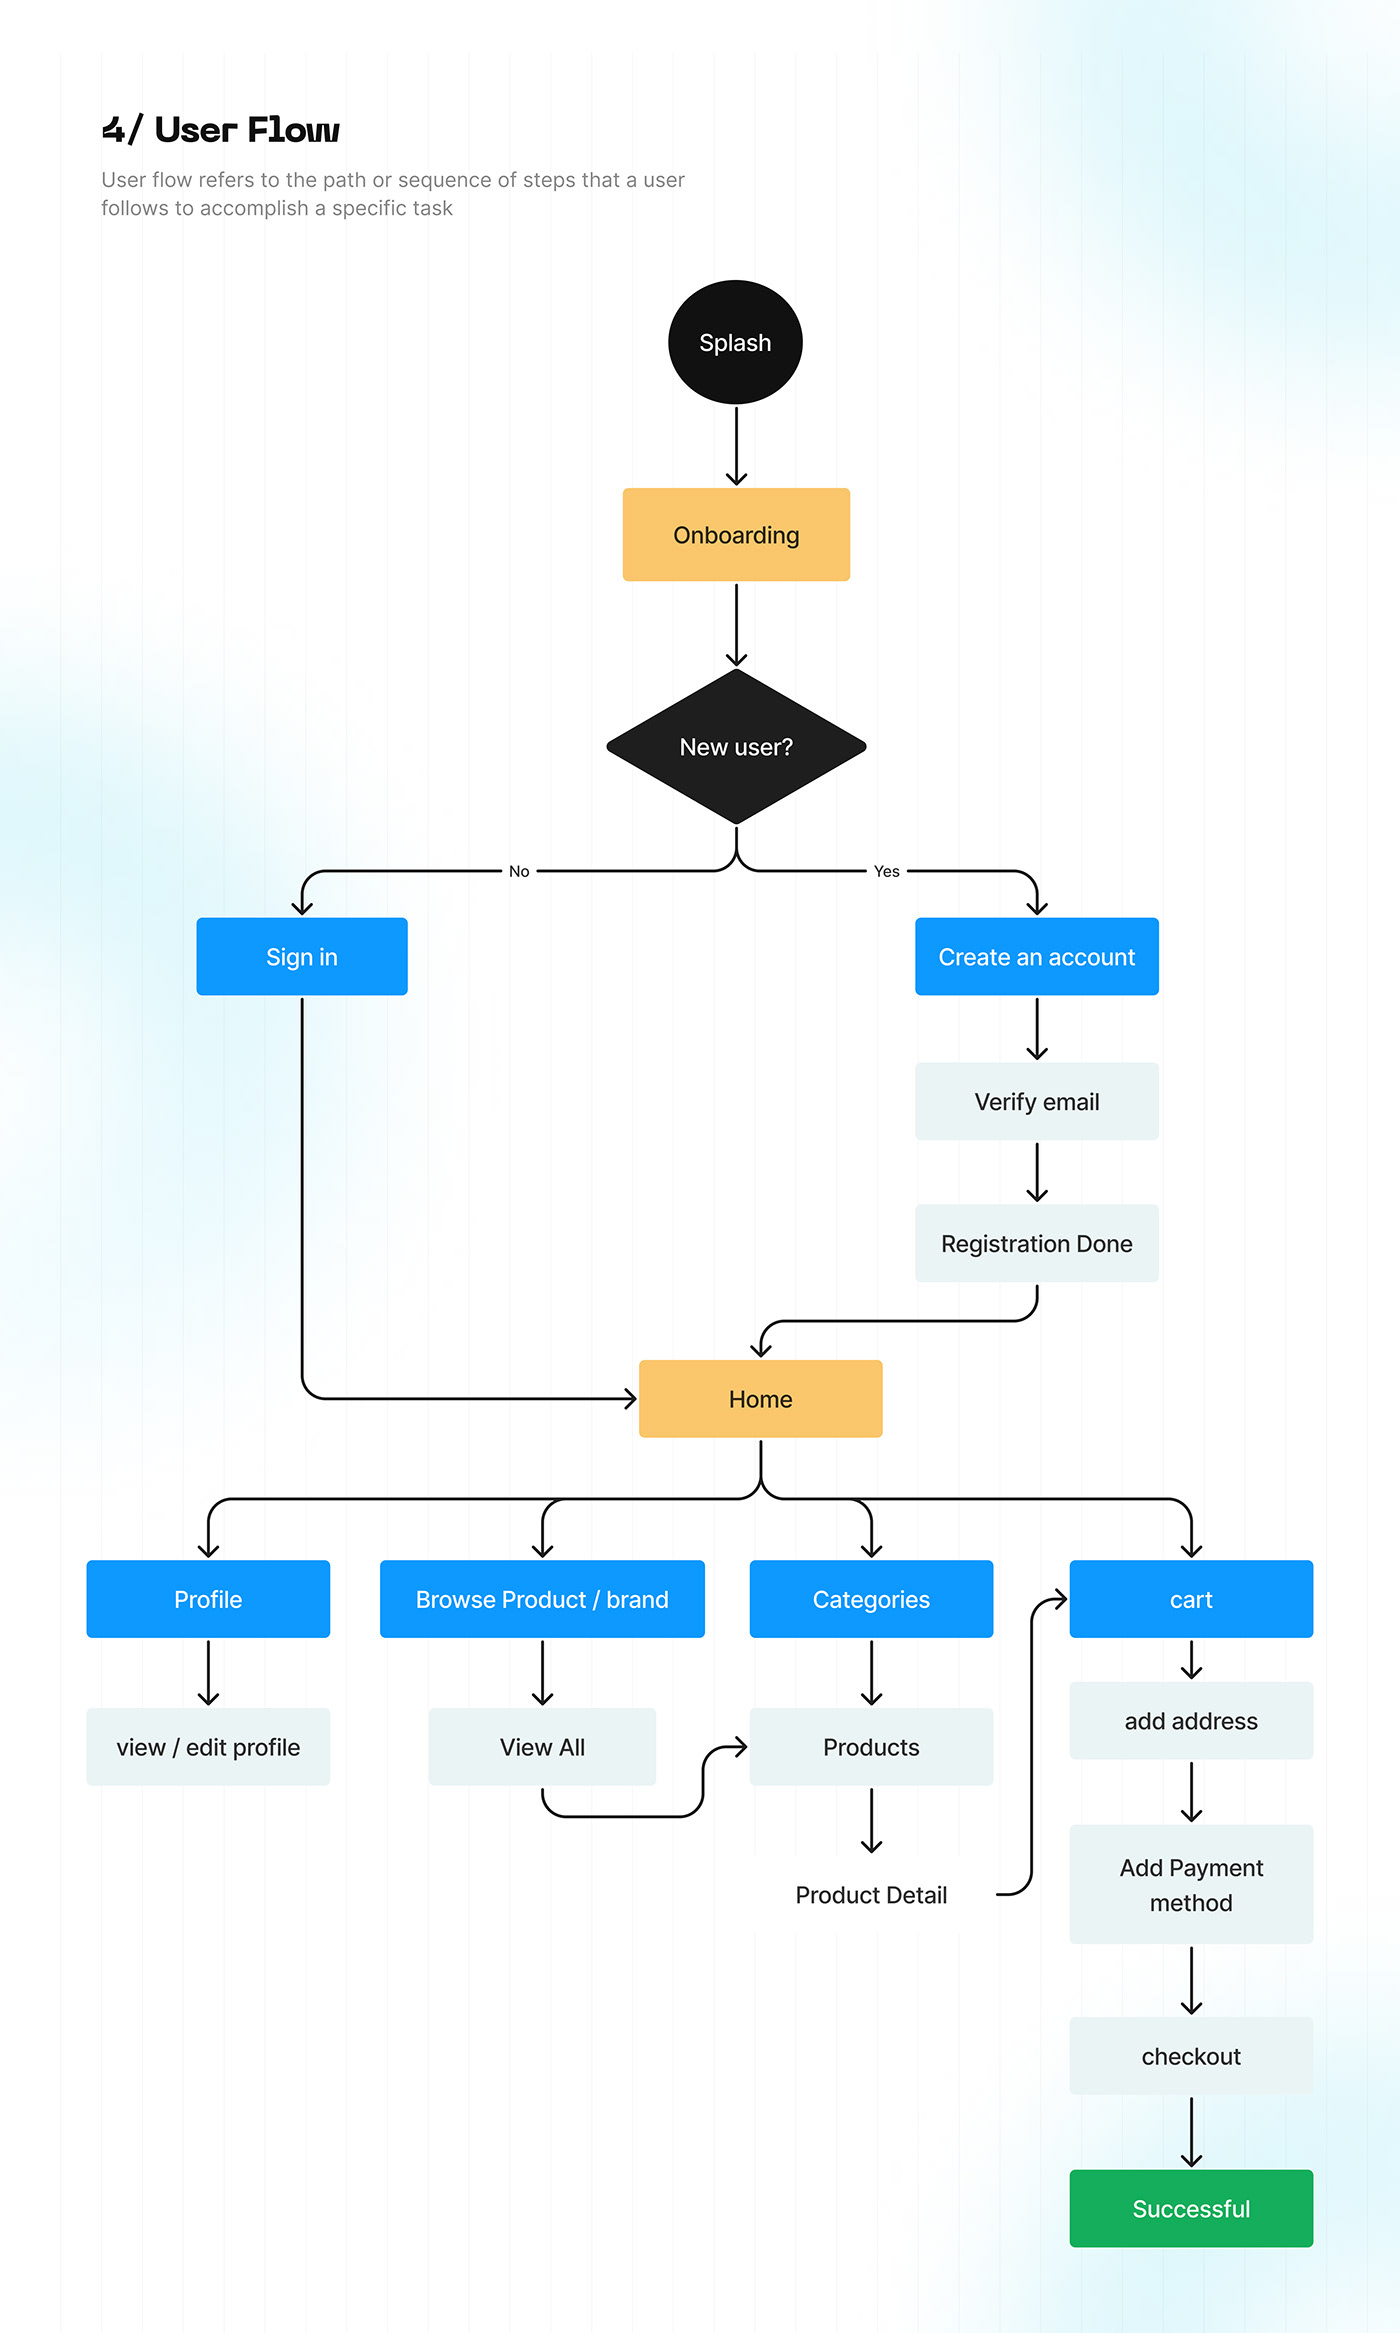 4/ User Flow
User flow refers to the path or sequence of steps that a user
follows to accomplish a specific task
Splash
Onboarding
New user?
No
Yes
Sign in
Create an account
Verify email
Registration Done
Home
Profile
Browse Product / brand
Categories
cart
view / edit profile
View All
Products
add address
Product Detail
Add Payment
method
checkout
Successful